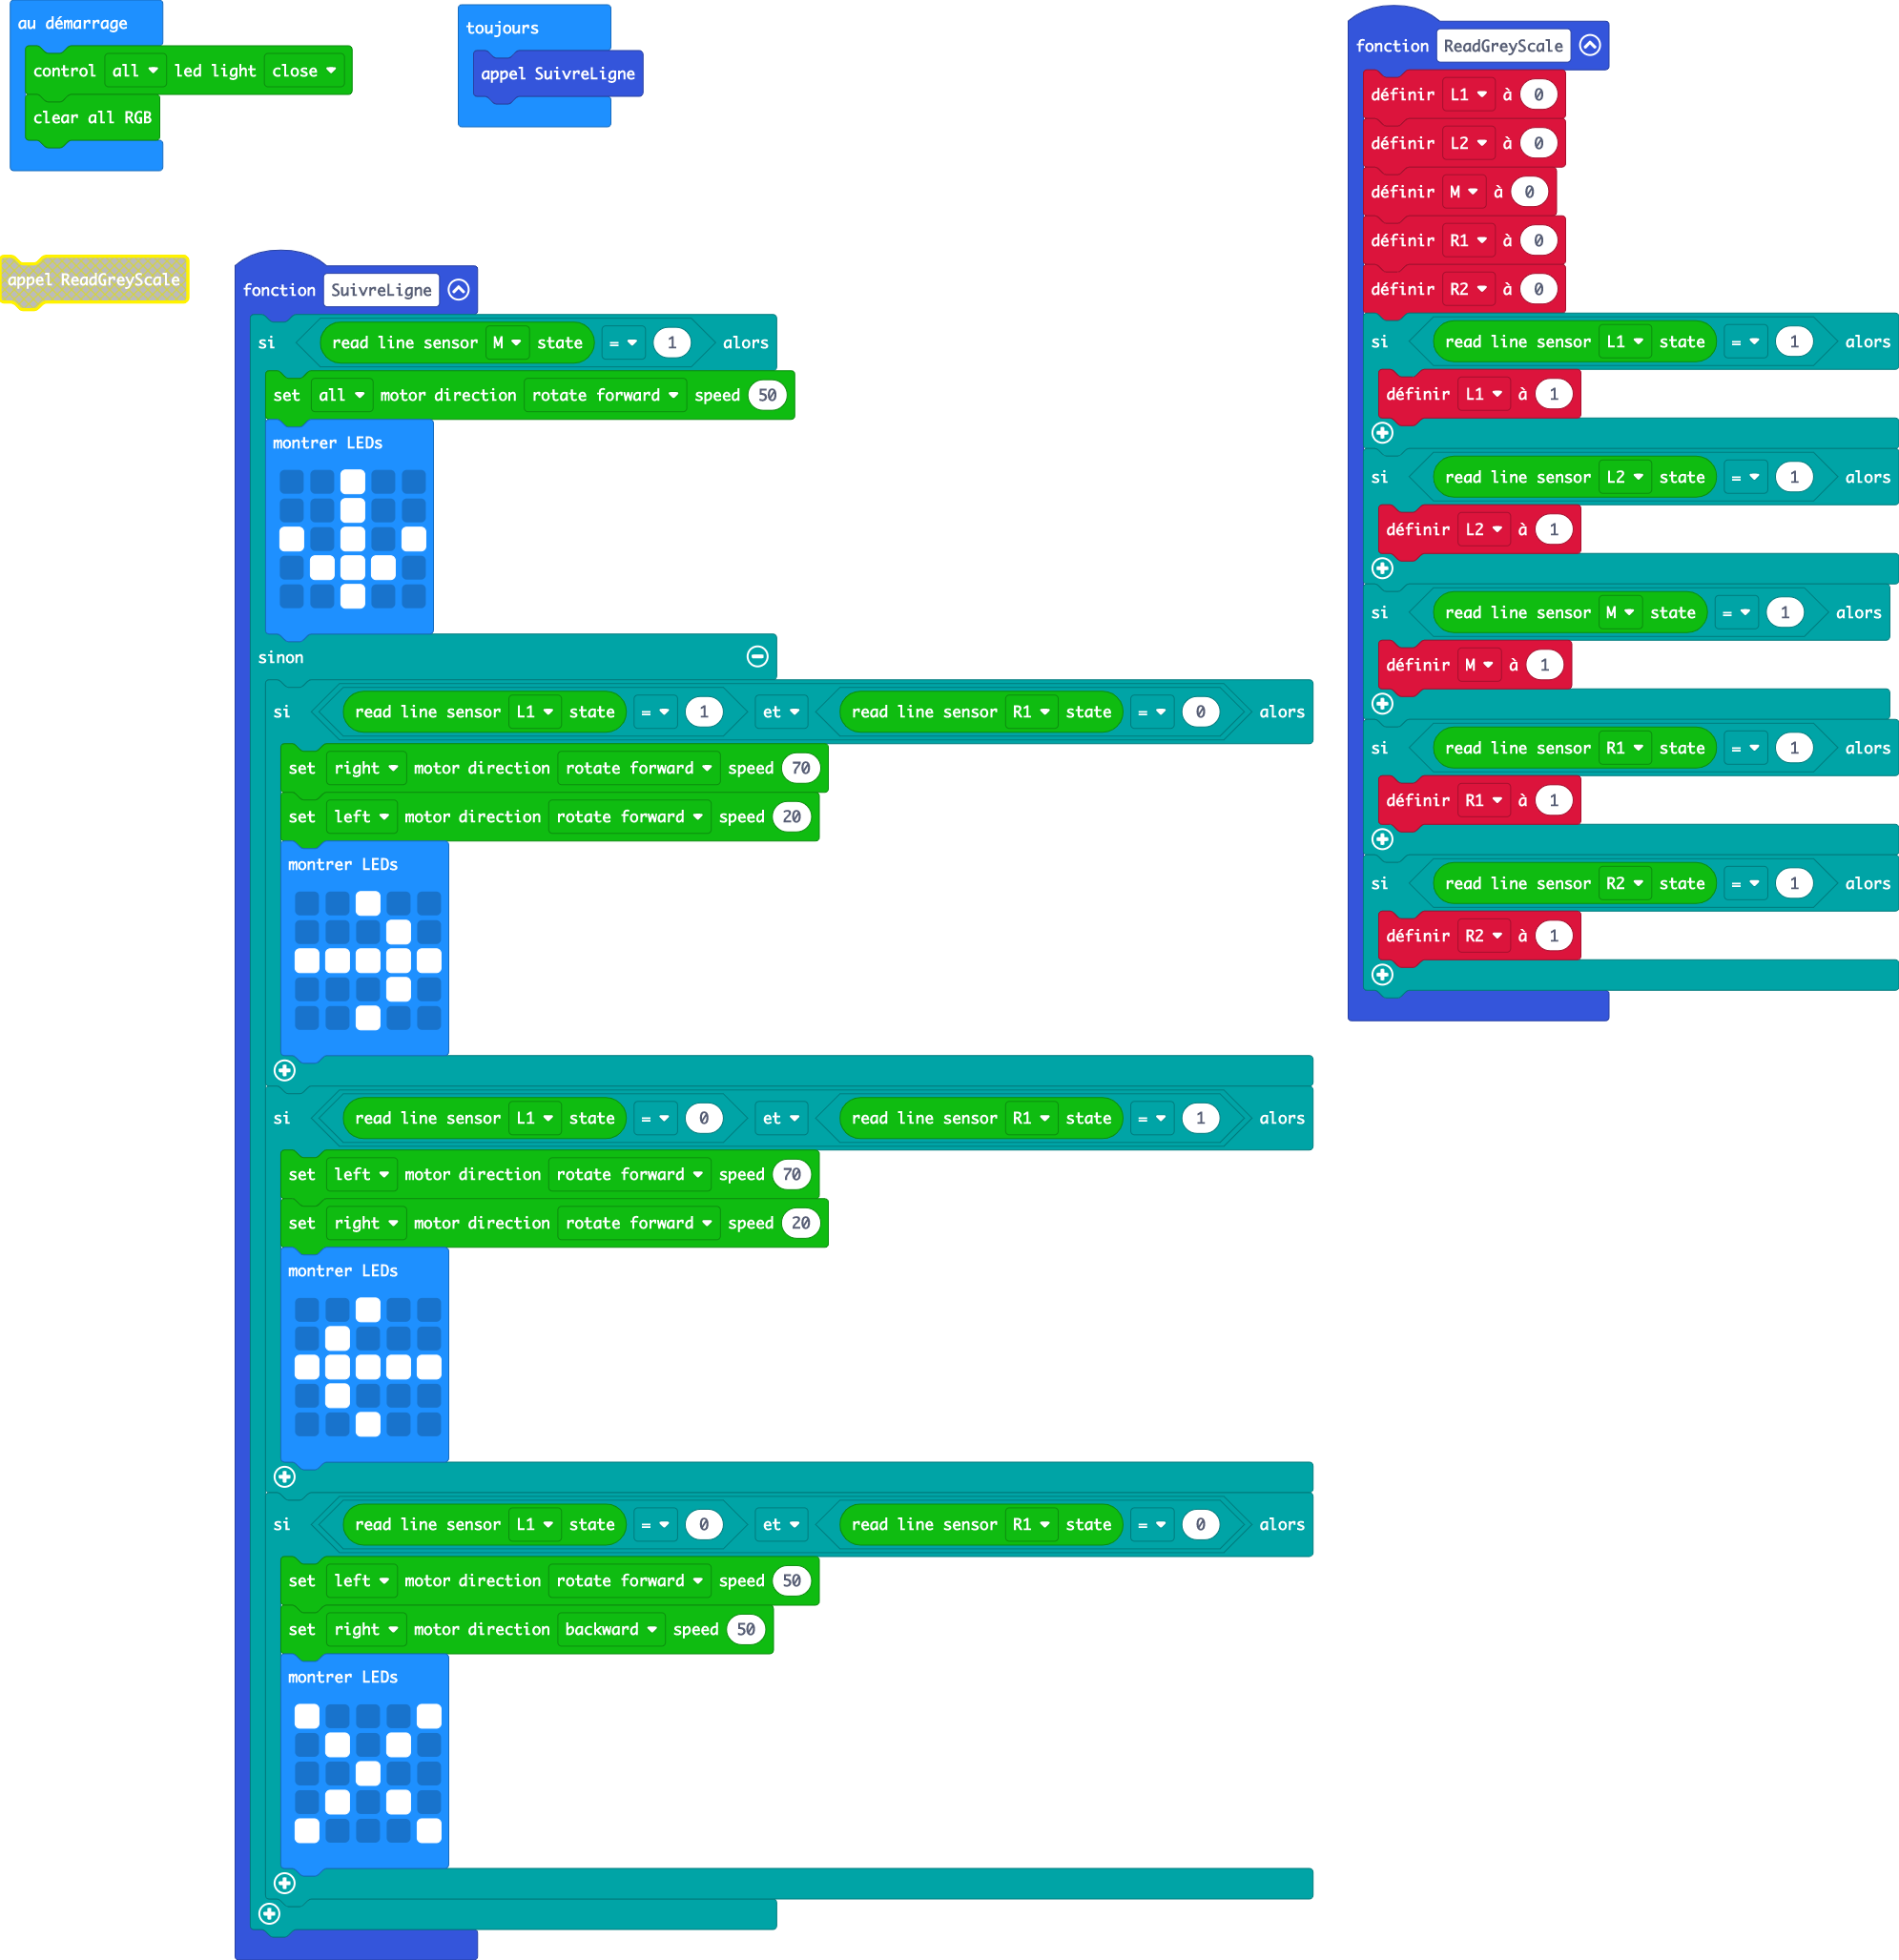 au démarrage
control all led light close
clear all RGB
toujours
appel SuivreLigne
appel ReadGreyScale
fonction SuivreLigne
si read line sensor M state = 1 alors
set all motor direction rotate forward speed 50
montrer LEDs
sinon
si read line sensor L1 state = 1 et read line sensor R1 state = 0 alors
set right motor direction rotate forward speed 70
set left motor direction rotate forward speed 20
montrer LEDs
si read line sensor L1 state = 0 et read line sensor R1 state = 1 alors
set left motor direction rotate forward speed 70
set right motor direction rotate forward speed 20
montrer LEDs
si read line sensor L1 state = 0 et read line sensor R1 state = 0 alors
set left motor direction rotate forward speed 50
set right motor direction backward speed 50
montrer LEDs
fonction ReadGreyScale
définir L1 à 0
définir L2 à 0
définir M à 0
définir R1 à 0
définir R2 à 0
si read line sensor L1 state = 1 alors
définir L1 à 1
si read line sensor L2 state = 1 alors
définir L2 à 1
si read line sensor M state = 1 alors
définir M à 1
si read line sensor R1 state = 1 alors
définir R1 à 1
si read line sensor R2 state = 1 alors
définir R2 à 1